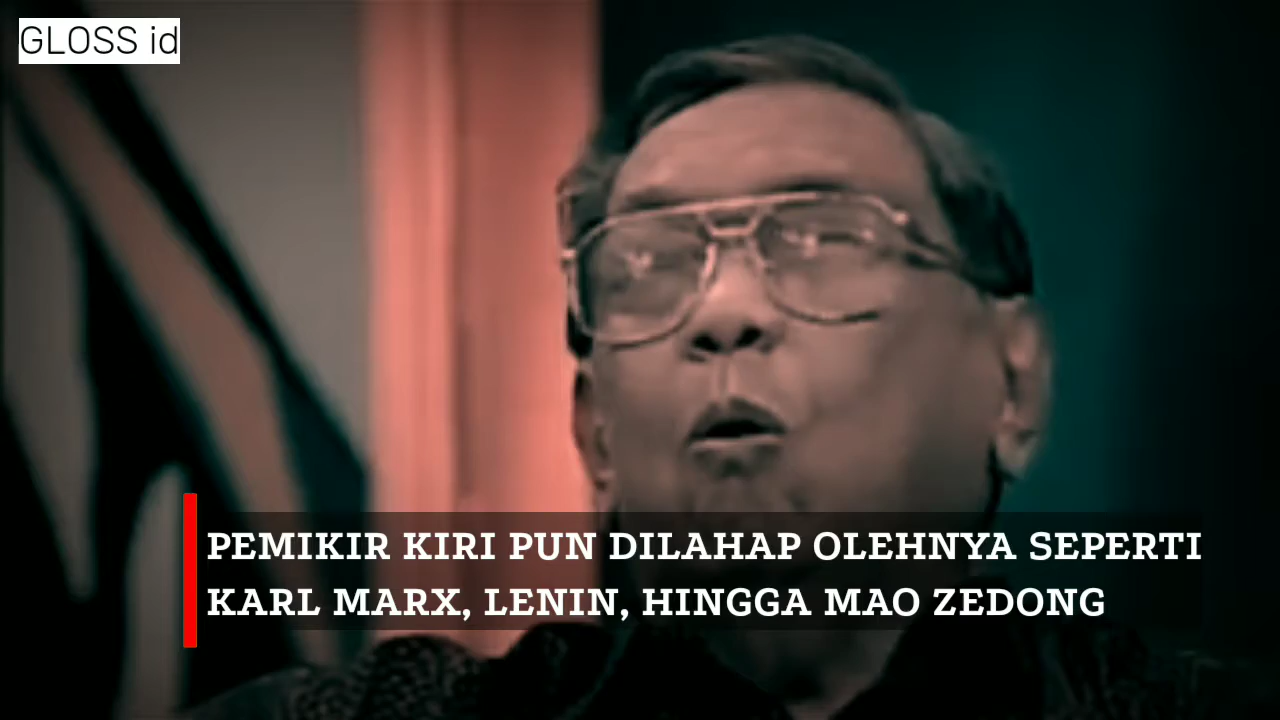 GLOSS id
PEMIKIR KIRI PUN DILAHAP OLEHNYA SEPERTI
KARL MARX, LENIN, HINGGA MAO ZEDONG